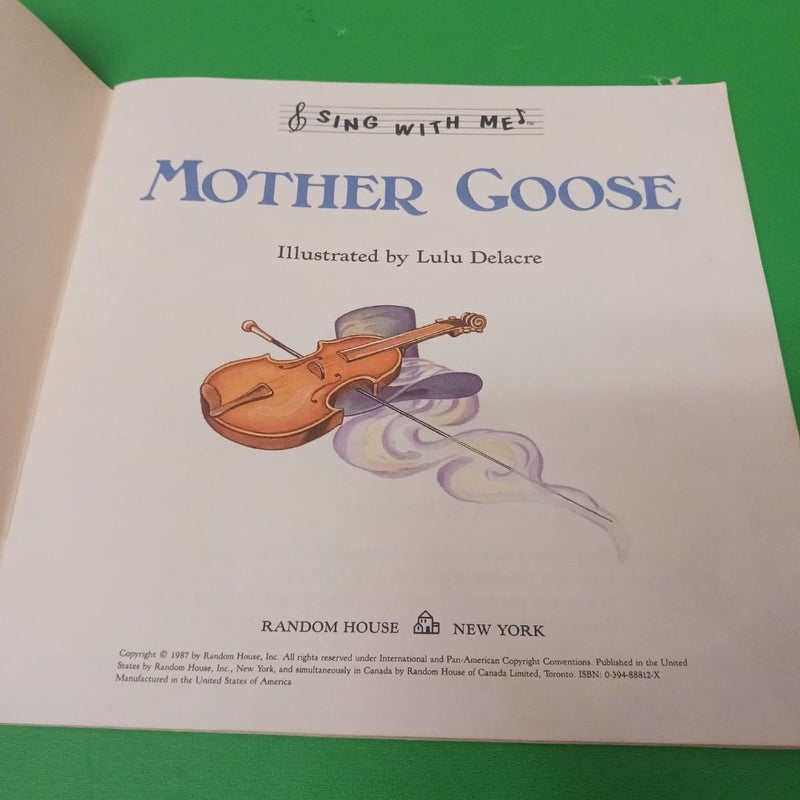 SING WITH ME™
MOTHER GOOSE
Illustrated by Lulu Delacre
RANDOM HOUSE NEW YORK
Copyright © 1987 by Random House, Inc. All rights reserved under International and Pan-American Copyright Conventions. Published in the United
States by Random House, Inc., New York, and simultaneously in Canada by Random House of Canada Limited, Toronto. ISBN: 0-394-88812-X
Manufactured in the United States of America